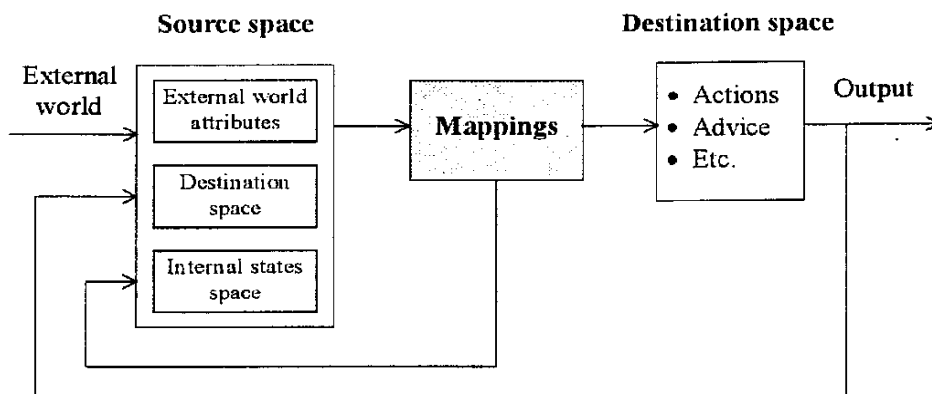 Source space
Destination space
External
world
External world
attributes
Destination
space
Internal states
space
Mappings
• Actions
• Advice
• Etc.
Output